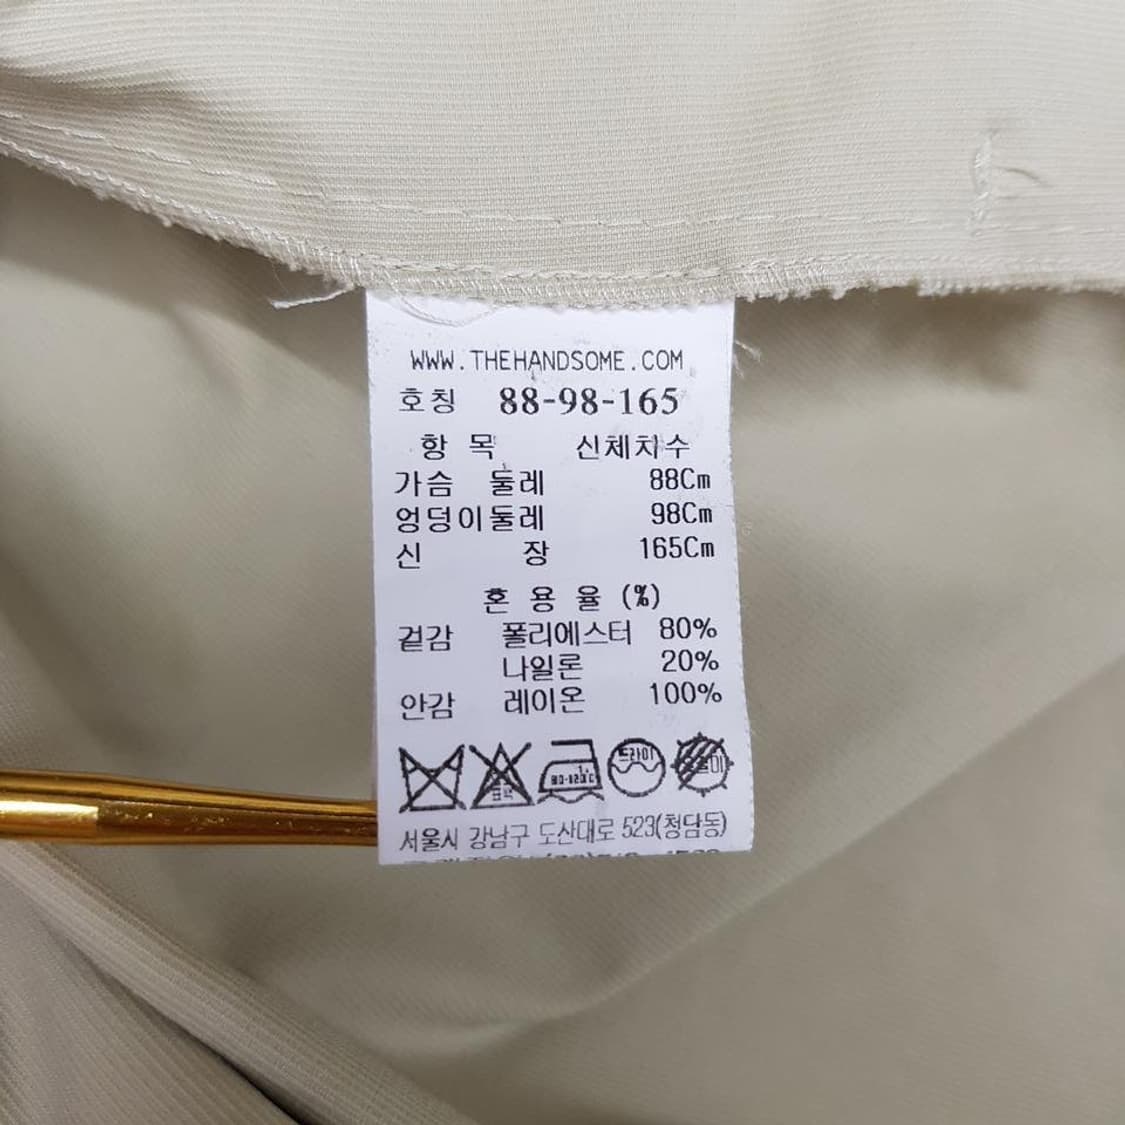 WWW.THEHANDSOME.COM
호칭 88-98-165
항 목 신체치수
가슴 둘레 88Cm
엉덩이둘레 98Cm
신 장 165Cm
혼 용 율 (%)
겉감 폴리에스터 80%
나일론 20%
안감 레이온 100%
드라이
서울시 강남구 도산대로 523(청담동)